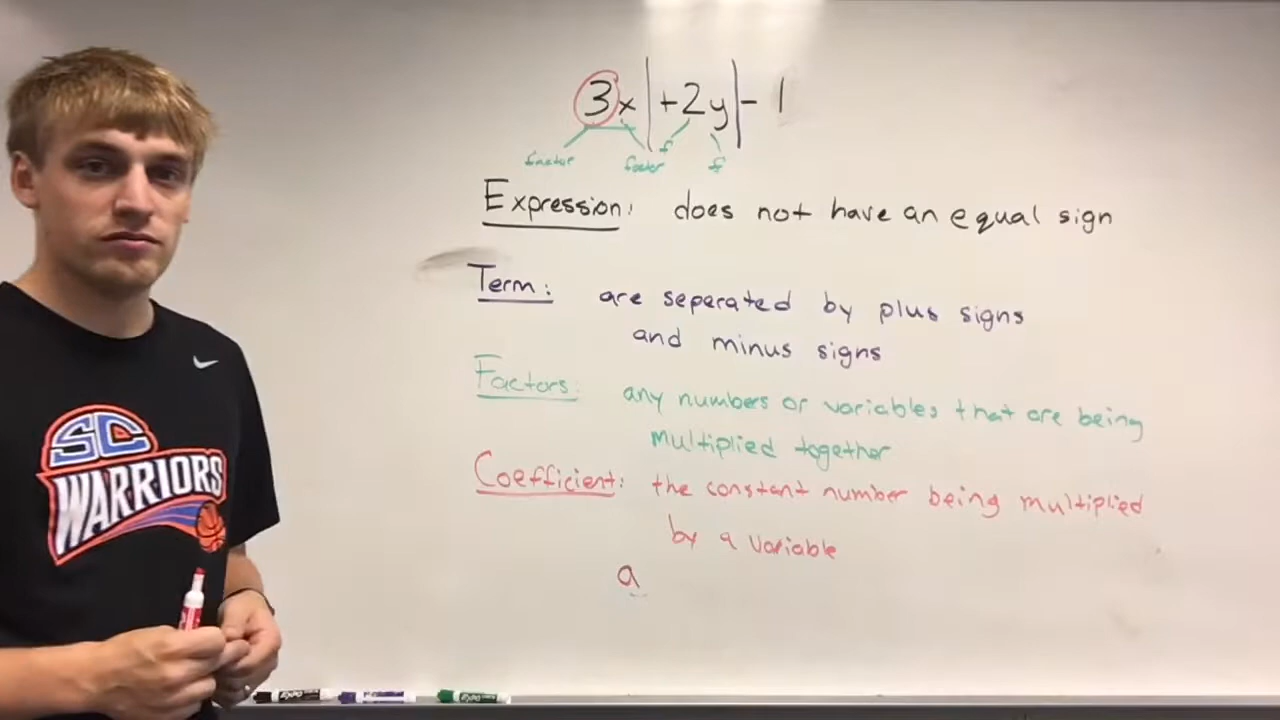 3x|+2y|-1
factor factor f f
Expression: does not have an equal sign
Term: are separated by plus signs
and minus signs
Factors: any numbers or variables that are being
multiplied together
Coefficient: the constant number being multiplied
by a variable
a
SC
WARRIORS
EXPO